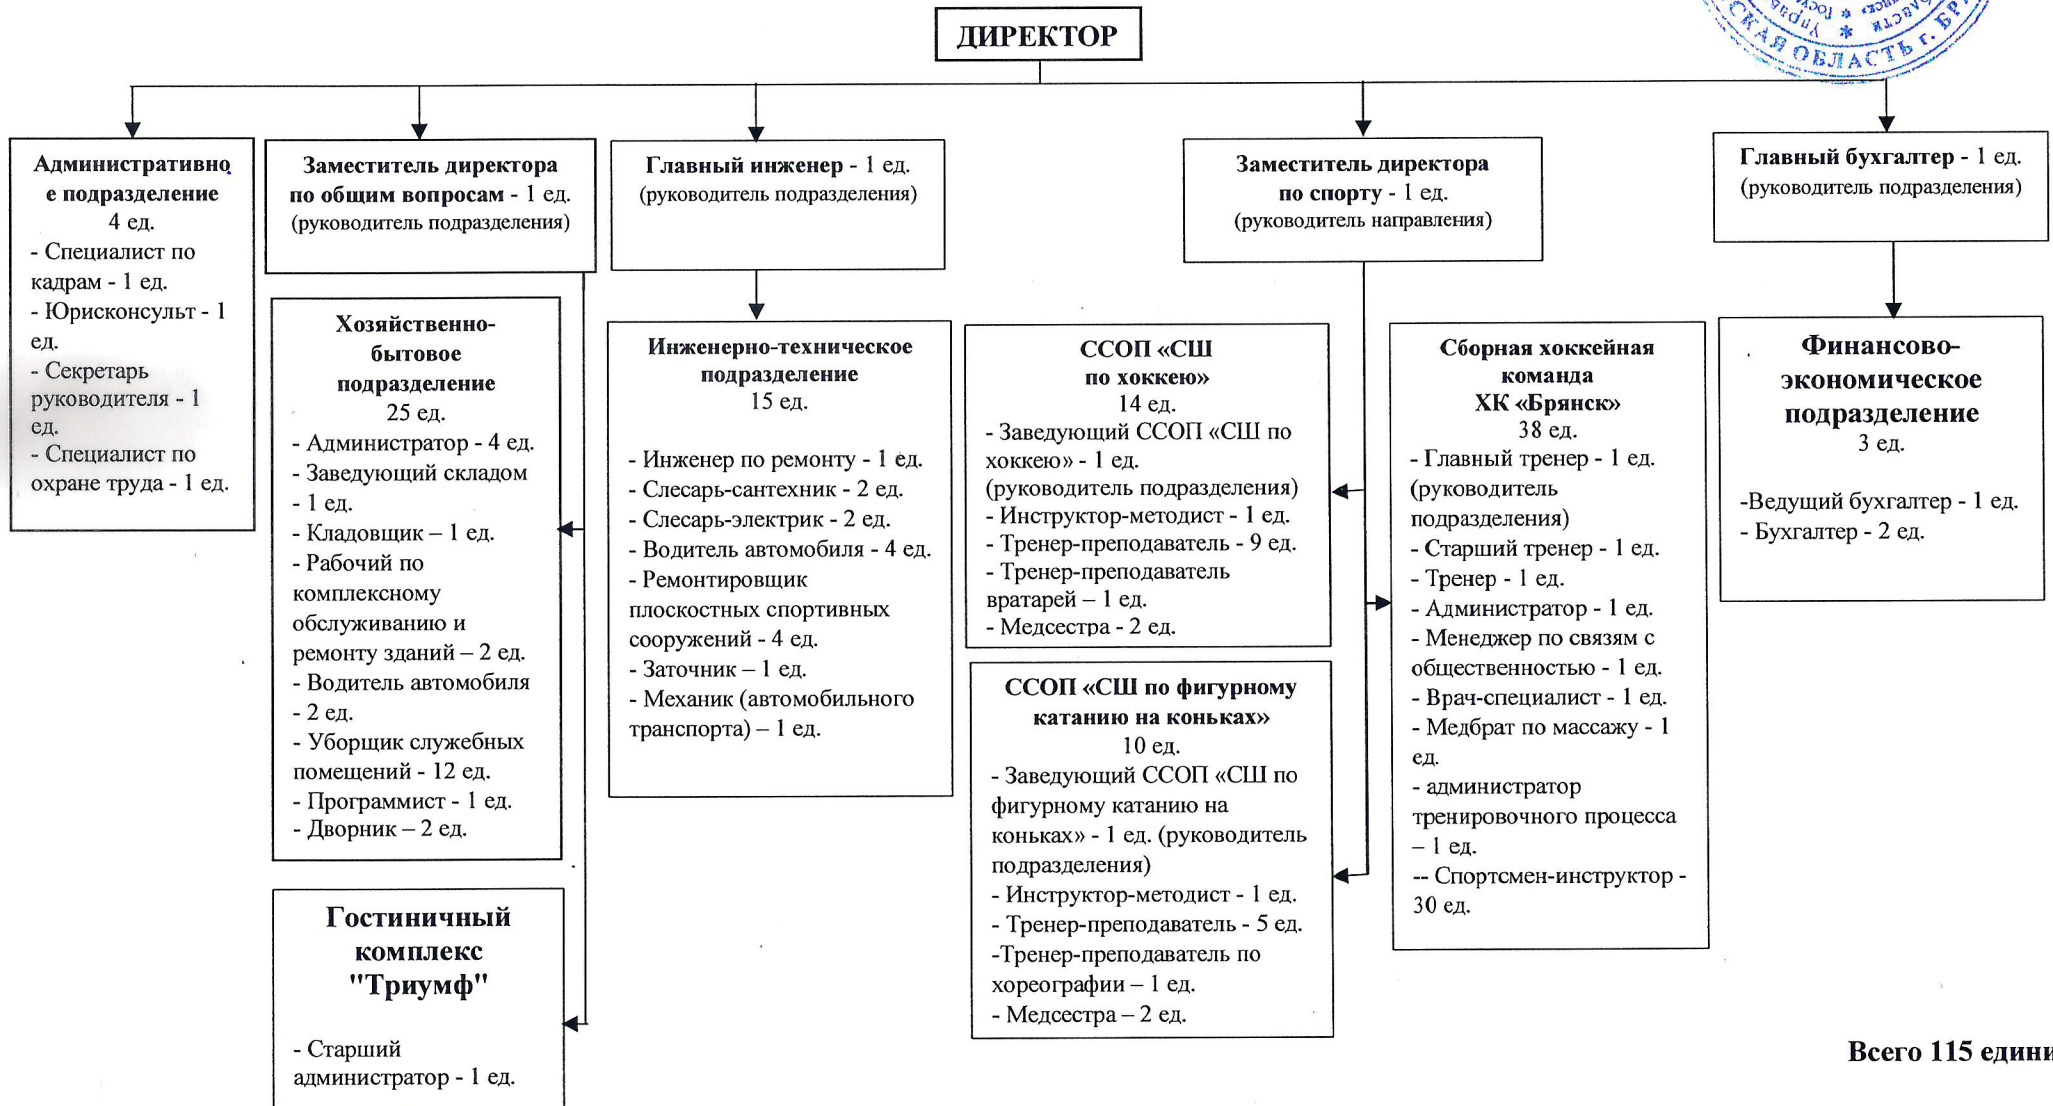 ДИРЕКТОР
СКАЯ ОБЛАСТЬ г.
Административно
е подразделение
4 ед.
- Специалист по
кадрам - 1 ед.
- Юрисконсульт - 1
ед.
- Секретарь
руководителя - 1
ед.
- Специалист по
охране труда - 1 ед.
Заместитель директора
по общим вопросам - 1 ед.
(руководитель подразделения)
Хозяйственно-
бытовое
подразделение
25 ед.
- Администратор - 4 ед.
- Заведующий складом
- 1 ед.
- Кладовщик – 1 ед.
- Рабочий по
комплексному
обслуживанию и
ремонту зданий – 2 ед.
- Водитель автомобиля
- 2 ед.
- Уборщик служебных
помещений - 12 ед.
- Программист - 1 ед.
- Дворник – 2 ед.
Гостиничный
комплекс
"Триумф"
- Старший
администратор - 1 ед.
Главный инженер - 1 ед.
(руководитель подразделения)
Инженерно-техническое
подразделение
15 ед.
- Инженер по ремонту - 1 ед.
- Слесарь-сантехник - 2 ед.
- Слесарь-электрик - 2 ед.
- Водитель автомобиля - 4 ед.
- Ремонтировщик
плоскостных спортивных
сооружений - 4 ед.
- Заточник – 1 ед.
- Механик (автомобильного
транспорта) – 1 ед.
Заместитель директора
по спорту - 1 ед.
(руководитель направления)
ССОП «СШ
по хоккею»
14 ед.
- Заведующий ССОП «СШ по
хоккею» - 1 ед.
(руководитель подразделения)
- Инструктор-методист - 1 ед.
- Тренер-преподаватель - 9 ед.
- Тренер-преподаватель
вратарей – 1 ед.
- Медсестра - 2 ед.
ССОП «СШ по фигурному
катанию на коньках»
10 ед.
- Заведующий ССОП «СШ по
фигурному катанию на
коньках» - 1 ед. (руководитель
подразделения)
- Инструктор-методист - 1 ед.
- Тренер-преподаватель - 5 ед.
-Тренер-преподаватель по
хореографии – 1 ед.
- Медсестра – 2 ед.
Сборная хоккейная
команда
ХК «Брянск»
38 ед.
- Главный тренер - 1 ед.
(руководитель
подразделения)
- Старший тренер - 1 ед.
- Тренер - 1 ед.
- Администратор - 1 ед.
- Менеджер по связям с
общественностью - 1 ед.
- Врач-специалист - 1 ед.
- Медбрат по массажу - 1
ед.
- администратор
тренировочного процесса
– 1 ед.
-- Спортсмен-инструктор -
30 ед.
Главный бухгалтер - 1 ед.
(руководитель подразделения)
Финансово-
экономическое
подразделение
3 ед.
-Ведущий бухгалтер - 1 ед.
- Бухгалтер - 2 ед.
Всего 115 едини